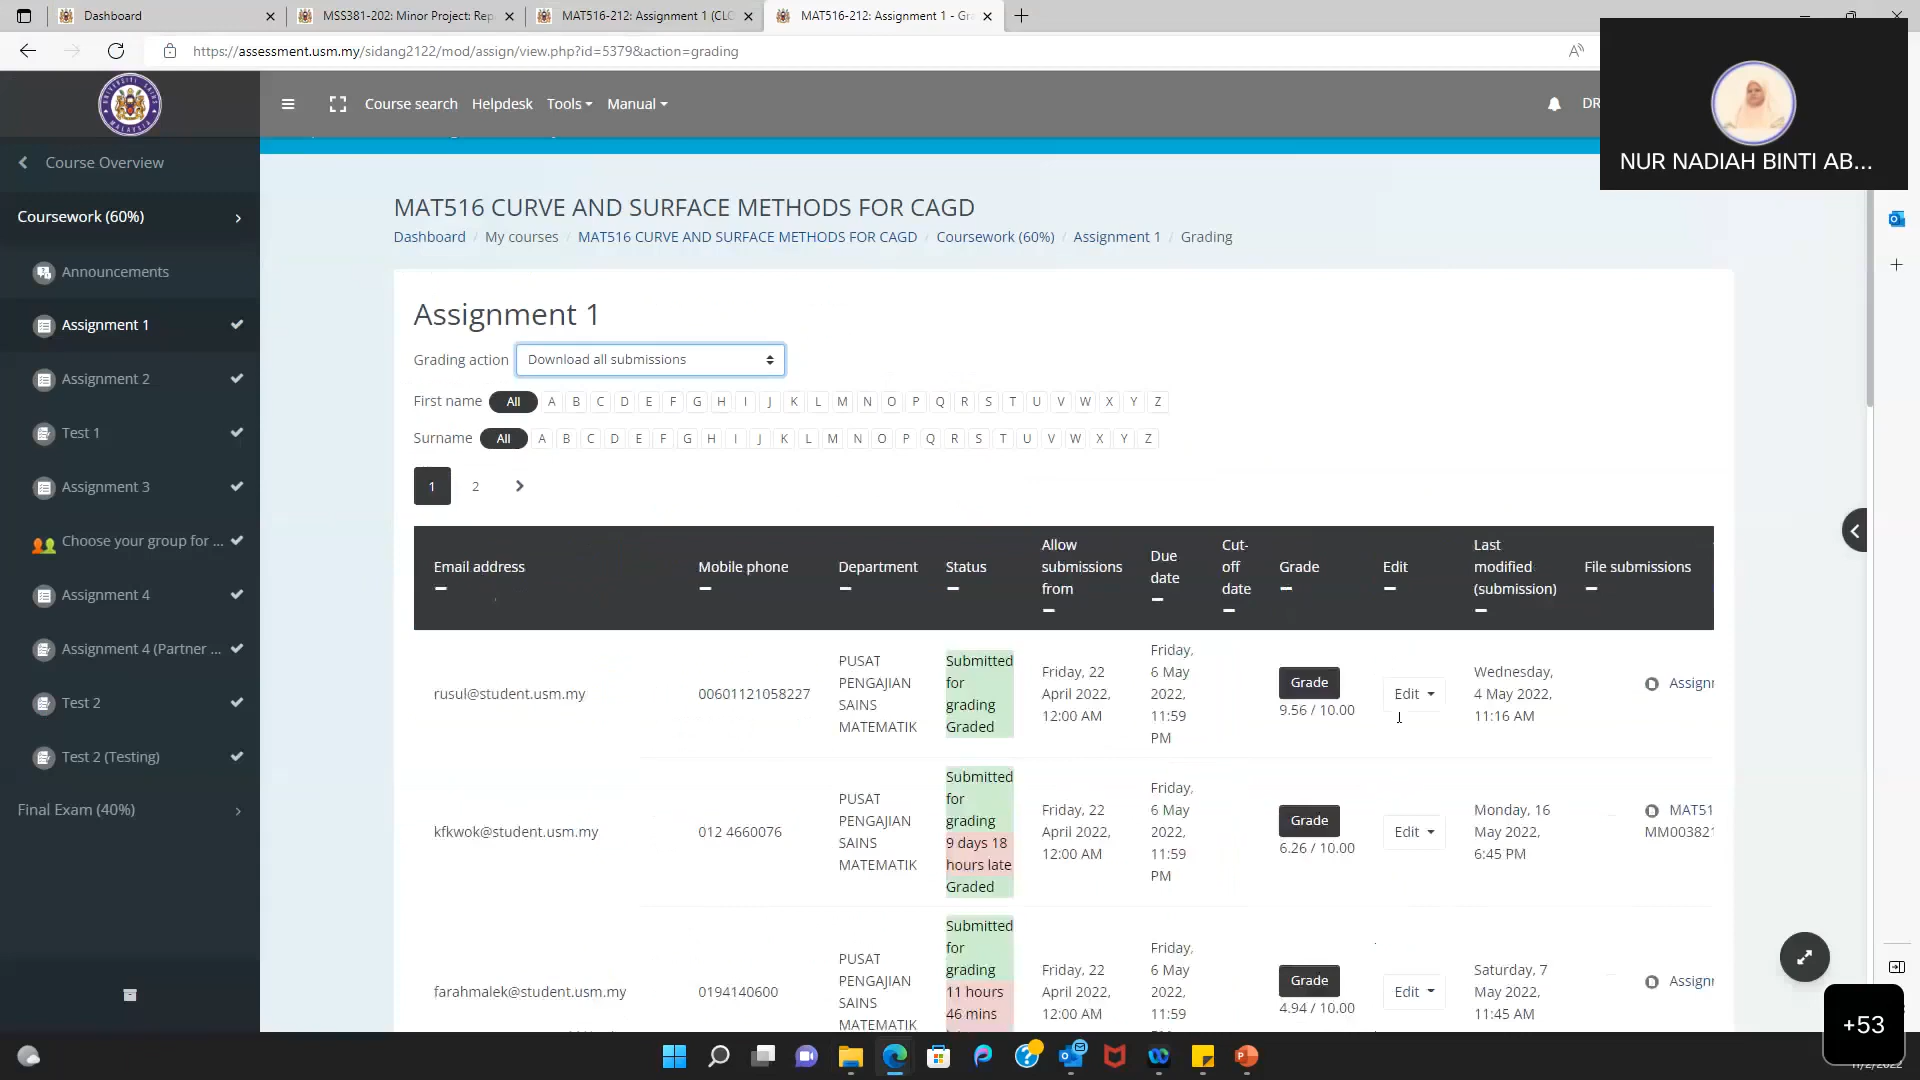 Dashboard
MSS381-202: Minor Project: Rep
MAT516-212: Assignment 1 (CLO
MAT516-212: Assignment 1 - Gra
https://assessment.usm.my/sidang2122/mod/assign/view.php?id=5379&action=grading
Course search Helpdesk Tools Manual
DR
NUR NADIAH BINTI AB...
Course Overview
Coursework (60%)
Announcements
Assignment 1
Assignment 2
Test 1
Assignment 3
Choose your group for ...
Assignment 4
Assignment 4 (Partner ...
Test 2
Test 2 (Testing)
Final Exam (40%)
MAT516 CURVE AND SURFACE METHODS FOR CAGD
Dashboard / My courses / MAT516 CURVE AND SURFACE METHODS FOR CAGD / Coursework (60%) / Assignment 1 / Grading
Assignment 1
Grading action Download all submissions
First name All A B C D E F G H I J K L M N O P Q R S T U V W X Y Z
Surname All A B C D E F G H I J K L M N O P Q R S T U V W X Y Z
1 2
Email address
Mobile phone
Department
Status
Allow
submissions
from
Due
date
Cut-
off
date
Grade
Edit
Last
modified
(submission)
File submissions
rusul@student.usm.my
00601121058227
PUSAT
PENGAJIAN
SAINS
MATEMATIK
Submitted
for
grading
Graded
Friday, 22
April 2022,
12:00 AM
Friday,
6 May
2022,
11:59
PM
Grade
9.56 / 10.00
Edit
Wednesday,
4 May 2022,
11:16 AM
Assignr
kfkwok@student.usm.my
012 4660076
PUSAT
PENGAJIAN
SAINS
MATEMATIK
Submitted
for
grading
9 days 18
hours late
Graded
Friday, 22
April 2022,
12:00 AM
Friday,
6 May
2022,
11:59
PM
Grade
6.26 / 10.00
Edit
Monday, 16
May 2022,
6:45 PM
MAT51
MM003821
farahmalek@student.usm.my
0194140600
PUSAT
PENGAJIAN
SAINS
MATEMATIK
Submitted
for
grading
11 hours
46 mins
Friday, 22
April 2022,
12:00 AM
Friday,
6 May
2022,
11:59
Grade
4.94 / 10.00
Edit
Saturday, 7
May 2022,
11:45 AM
Assignr
+53